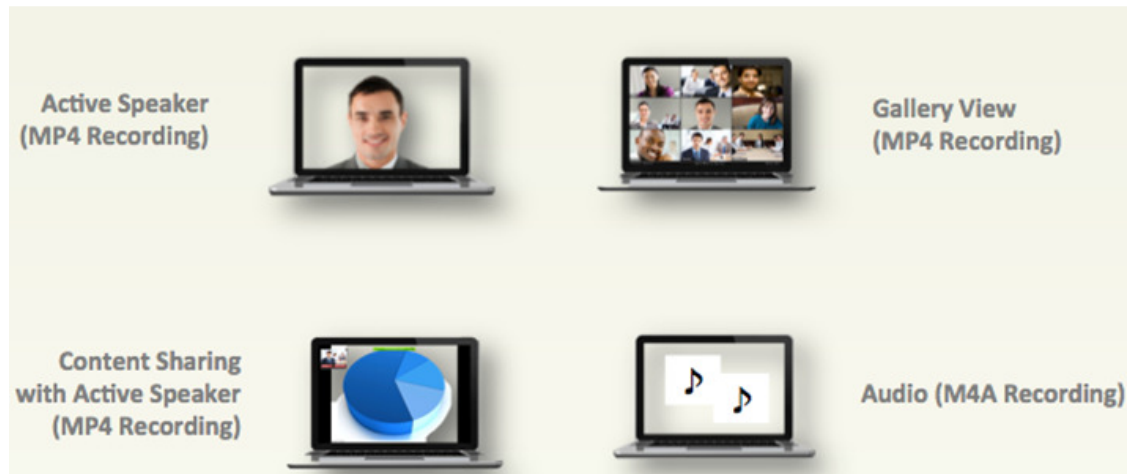 Active Speaker
(MP4 Recording)
Gallery View
(MP4 Recording)
Content Sharing
with Active Speaker
(MP4 Recording)
Audio (M4A Recording)